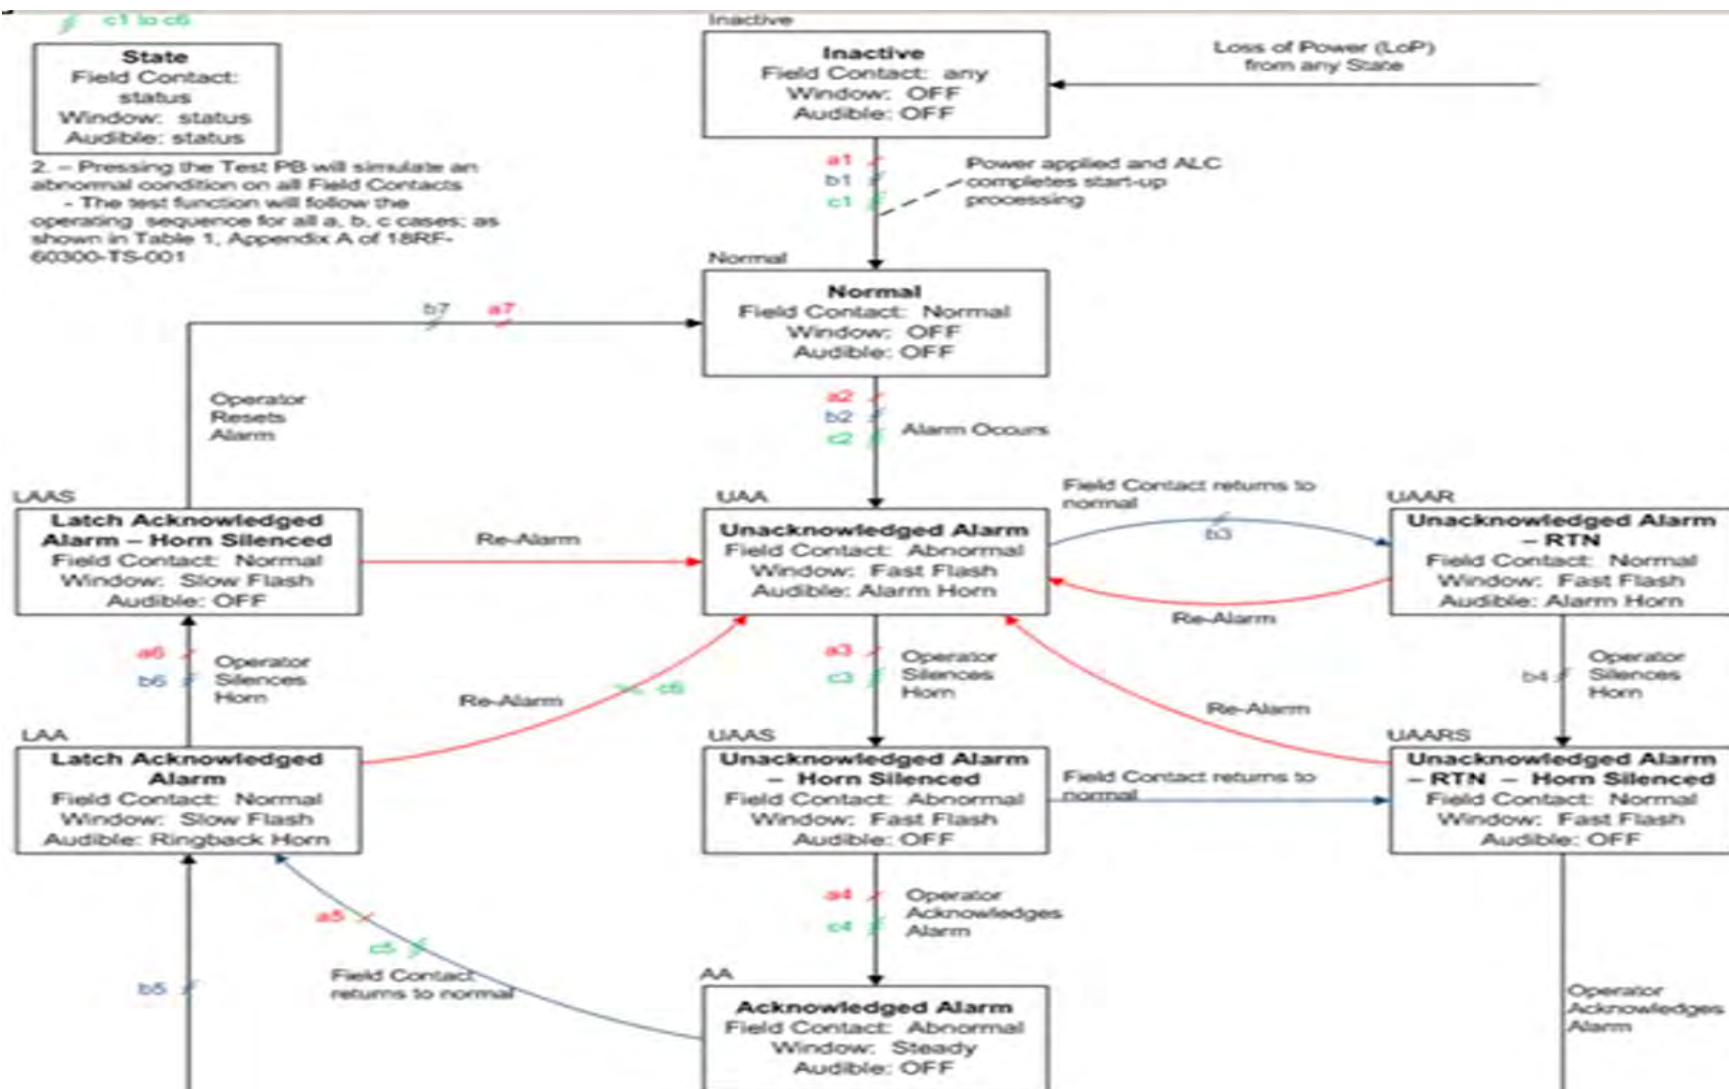 c1 to c6
State
Field Contact:
status
Window: status
Audible: status
2. – Pressing the Test PB will simulate an
abnormal condition on all Field Contacts
- The test function will follow the
operating sequence for all a, b, c cases; as
shown in Table 1, Appendix A of 18RF-
60300-TS-001
Inactive
Inactive
Field Contact: any
Window: OFF
Audible: OFF
Loss of Power (LoP)
from any State
a1
b1
c1
Power applied and ALC
completes start-up
processing
Normal
Normal
Field Contact: Normal
Window: OFF
Audible: OFF
b7
a7
Operator
Resets
Alarm
a2
b2
c2
Alarm Occurs
LAAS
Latch Acknowledged
Alarm – Horn Silenced
Field Contact: Normal
Window: Slow Flash
Audible: OFF
Re-Alarm
UAA
Unacknowledged Alarm
Field Contact: Abnormal
Window: Fast Flash
Audible: Alarm Horn
Field Contact returns to
normal
b3
Re-Alarm
UAAR
Unacknowledged Alarm
– RTN
Field Contact: Normal
Window: Fast Flash
Audible: Alarm Horn
a6
b6
Operator
Silences
Horn
Re-Alarm
c6
a3
c3
Operator
Silences
Horn
Re-Alarm
b4
Operator
Silences
Horn
LAA
Latch Acknowledged
Alarm
Field Contact: Normal
Window: Slow Flash
Audible: Ringback Horn
UAAS
Unacknowledged Alarm
– Horn Silenced
Field Contact: Abnormal
Window: Fast Flash
Audible: OFF
Field Contact returns to
normal
UAARS
Unacknowledged Alarm
– RTN – Horn Silenced
Field Contact: Normal
Window: Fast Flash
Audible: OFF
a5
c5
Field Contact
returns to normal
b5
a4
c4
Operator
Acknowledges
Alarm
AA
Acknowledged Alarm
Field Contact: Abnormal
Window: Steady
Audible: OFF
Operator
Acknowledges
Alarm